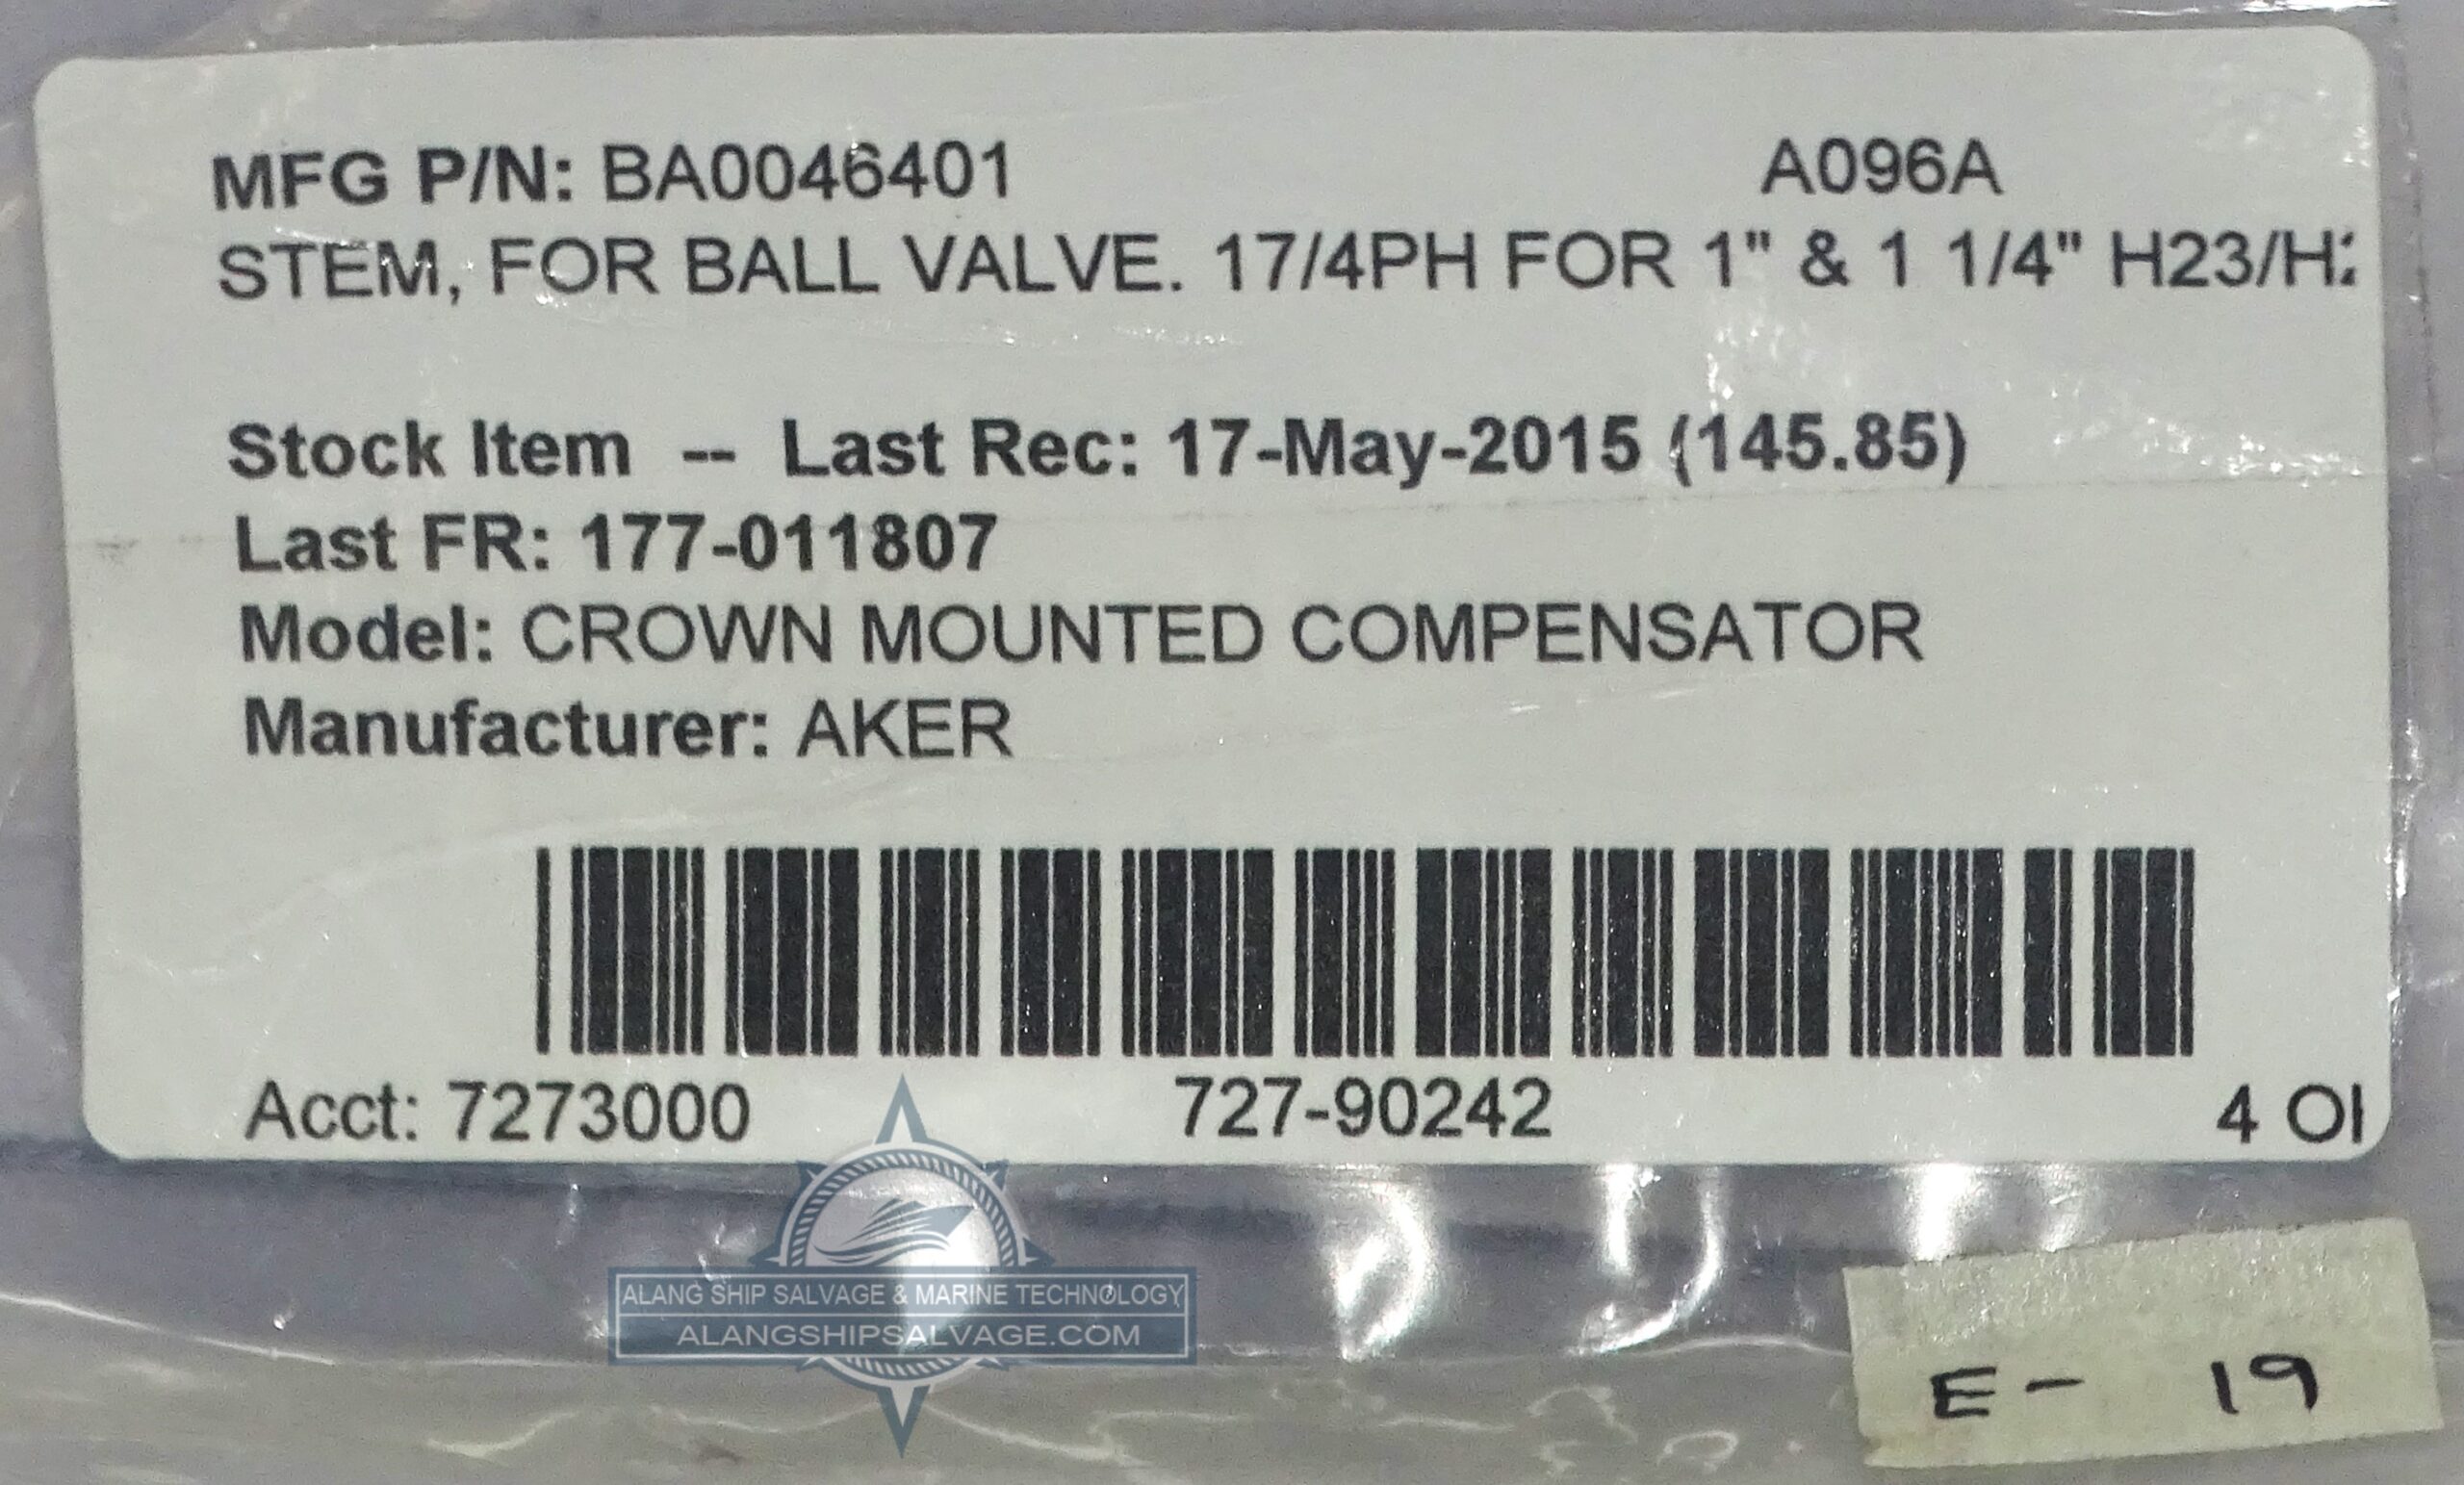 MFG P/N: BA0046401 A096A
STEM, FOR BALL VALVE. 17/4PH FOR 1" & 1 1/4" H23/H
Stock Item -- Last Rec: 17-May-2015 (145.85)
Last FR: 177-011807
Model: CROWN MOUNTED COMPENSATOR
Manufacturer: AKER
Acct: 7273000 727-90242 4 OI
ALANG SHIP SALVAGE & MARINE TECHNOLOGY
ALANGSHIPSALVAGE.COM
E- 19